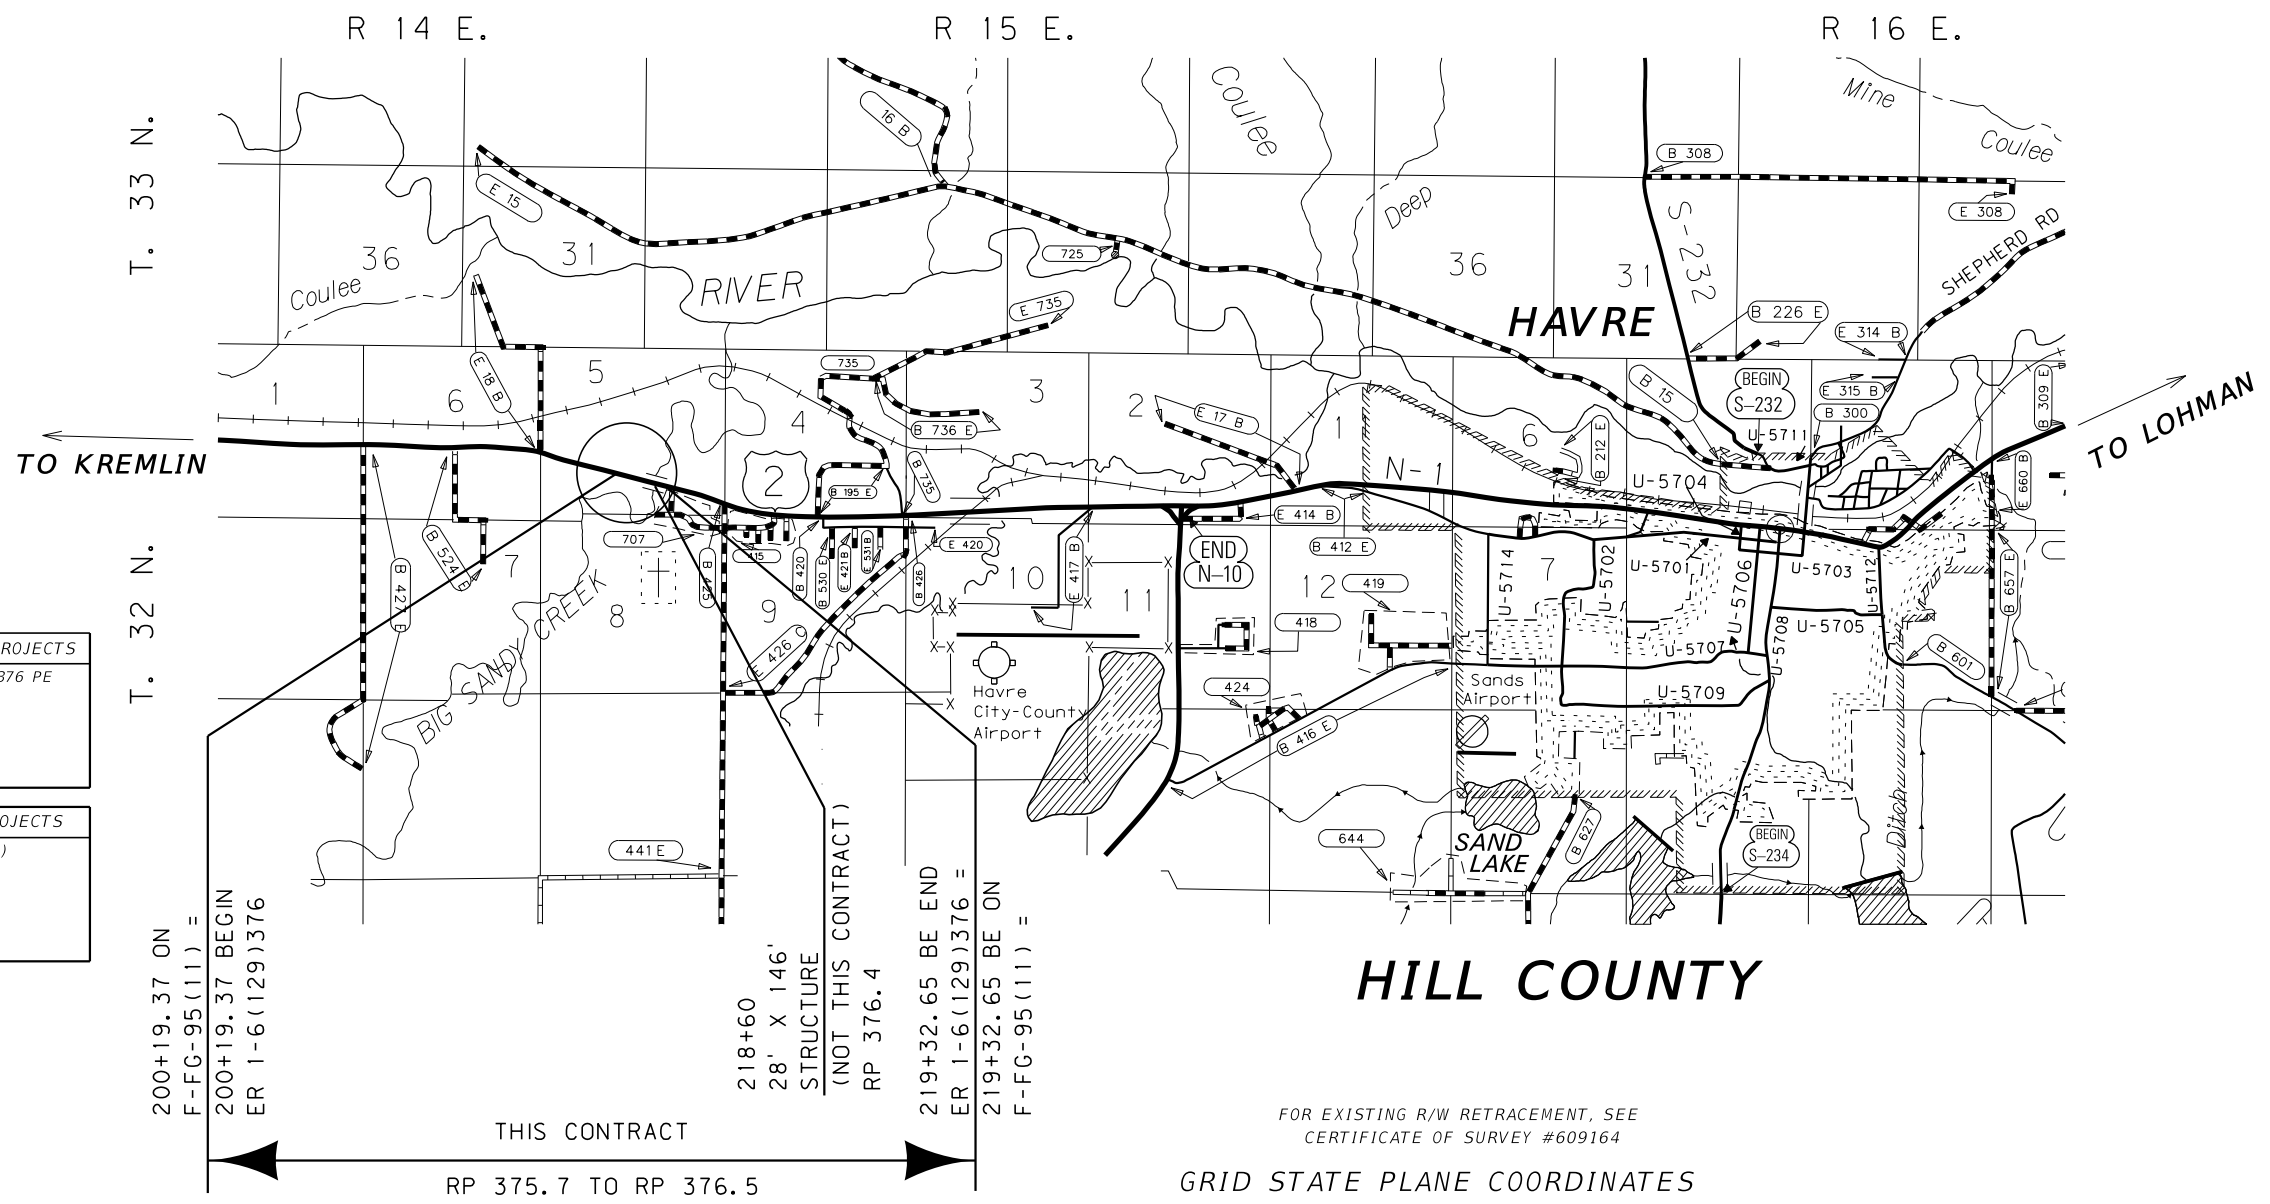 R 14 E.
R 15 E.
R 16 E.
T. 33 N.
T. 32 N.
16 B
Coulee
Mine
Coulee
B 308
E 308
E 15
Deep
S-232
SHEPHERD RD
36
31
36
31
Coulee
RIVER
725
E 735
HAVRE
B 226 E
E 314 B
735
E 18 B
1
6
5
4
3
2
1
6
B 736 E
E 17 B
B 15
BEGIN
S-232
E 315 B
B 300
B 309 E
U-5711
B 212 E
TO KREMLIN
TO LOHMAN
2
N-1
B 195 E
B 735
U-5704
B 660 E
E 414 B
B 412 E
B 427 E
B 524 E
707
B 425
415
B 420
B 530 E
E 421 B
E 531 B
B 426
E 420
E 417 B
END
N-10
7
8
9
10
11
12
7
419
418
U-5714
U-5702
U-5701
U-5706
U-5703
U-5712
B 657 E
U-5705
U-5707
U-5708
U-5709
B 601
BIG SANDY CREEK
E 426
Havre
City-County
Airport
424
B 416 E
Sands
Airport
ROJECTS
376 PE
OJECTS
)
441 E
644
SAND
LAKE
B 627
BEGIN
S-234
Ditch
200+19.37 ON
F-FG-95(11) =
200+19.37 BEGIN
ER 1-6(129)376
218+60
28' X 146'
STRUCTURE
(NOT THIS CONTRACT)
RP 376.4
219+32.65 BE END
ER 1-6(129)376 =
219+32.65 BE ON
F-FG-95(11) =
HILL COUNTY
THIS CONTRACT
RP 375.7 TO RP 376.5
FOR EXISTING R/W RETRACEMENT, SEE
CERTIFICATE OF SURVEY #609164
GRID STATE PLANE COORDINATES